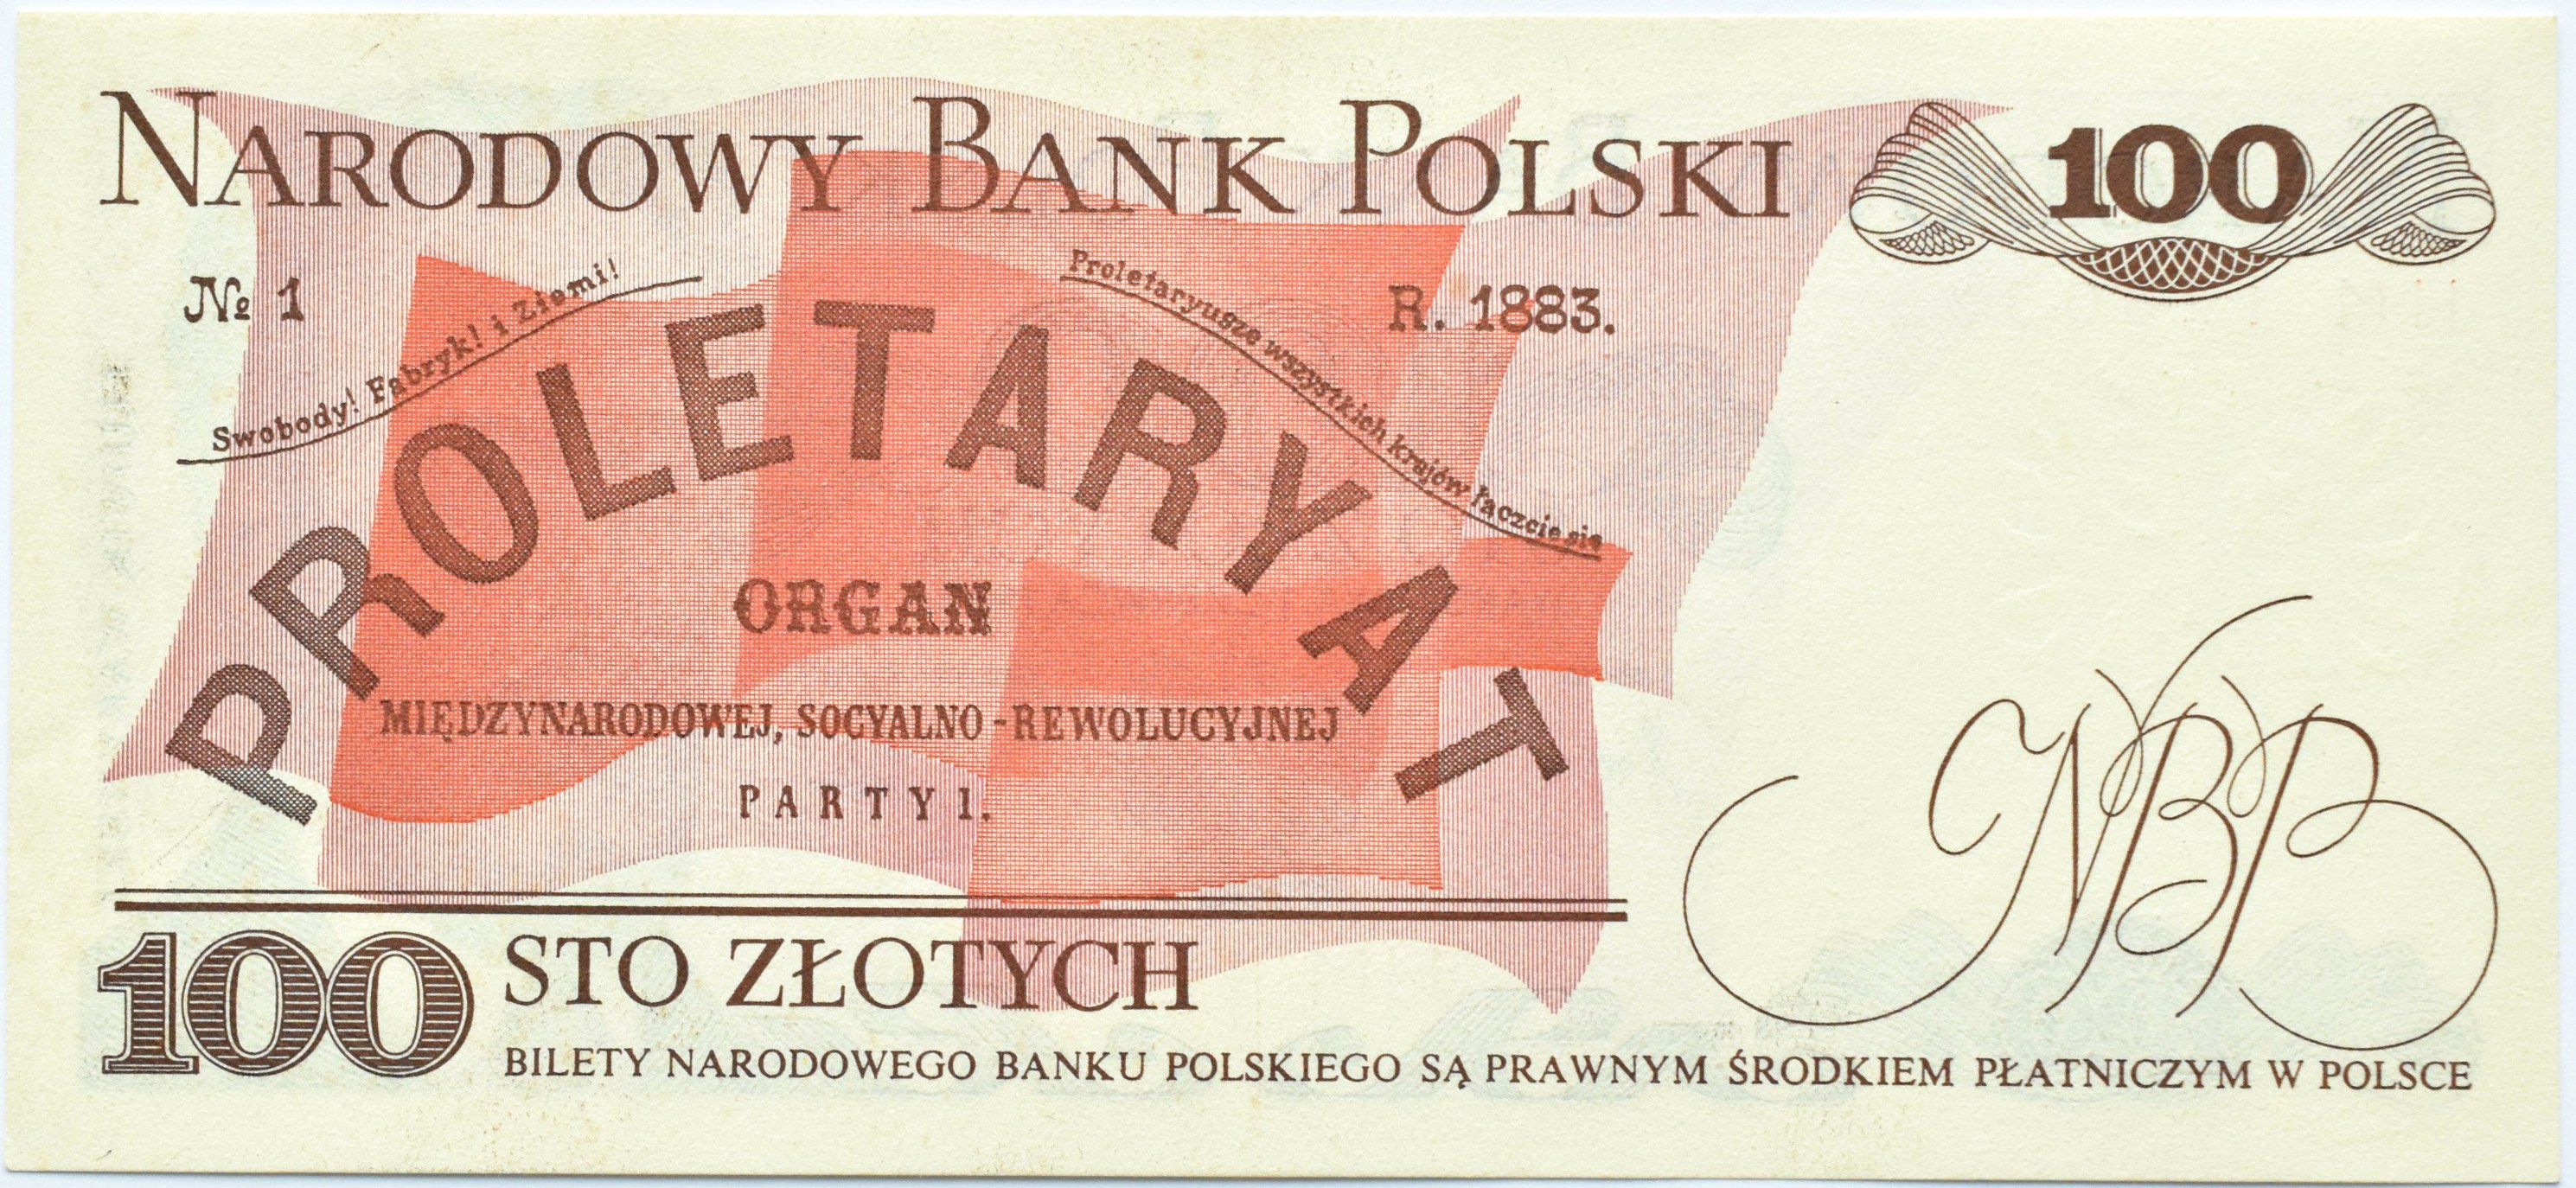 NARODOWY BANK POLSKI
100
№ 1
R. 1883.
Swobody! Fabryk! i Ziemi!
Proletaryusze wszystkich krajów łączcie się
PROLETARYAT
ORGAN
MIĘDZYNARODOWEJ, SOCYALNO-REWOLUCYJNEJ
PARTYI.
100 STO ZŁOTYCH
NBP
BILETY NARODOWEGO BANKU POLSKIEGO SĄ PRAWNYM ŚRODKIEM PŁATNICZYM W POLSCE